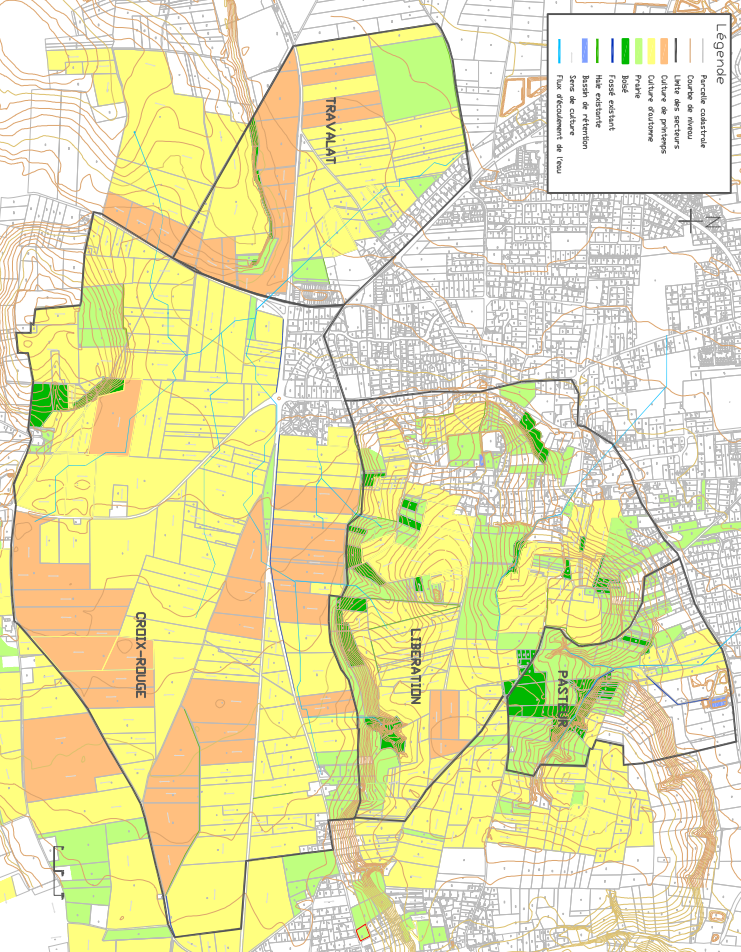 Légende
Parcelle cadastrale
Courbe de niveau
Limite des secteurs
Culture de printemps
Culture d'automne
Prairie
Boisé
Fossé existant
Haie existante
Bassin de rétention
Sens de culture
Flux d'écoulement de l'eau
N
TRAVALAT
CROIX-ROUGE
LIBERATION
PASTEUR